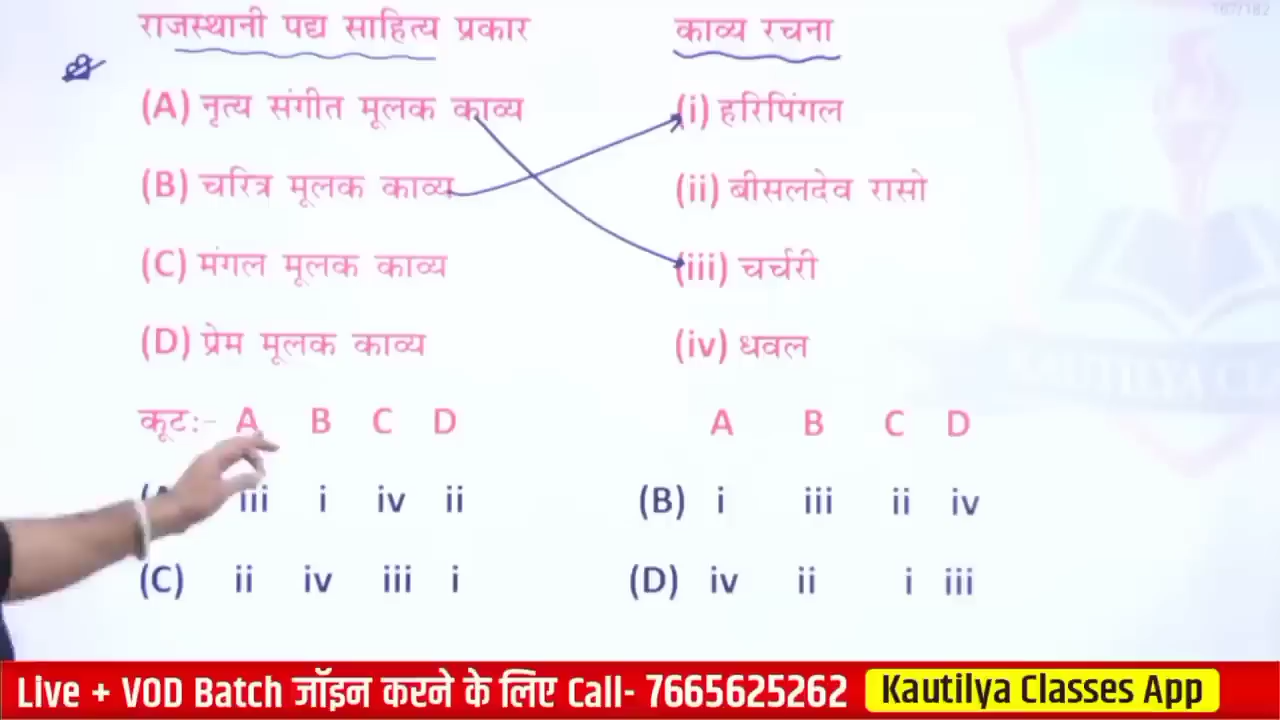 राजस्थानी पद्य साहित्य प्रकार काव्य रचना
(A) नृत्य संगीत मूलक काव्य (i) हरिपिंगल
(B) चरित्र मूलक काव्य (ii) बीसलदेव रासो
(C) मंगल मूलक काव्य (iii) चर्चरी
(D) प्रेम मूलक काव्य (iv) धवल
कूटः- A B C D A B C D
iii i iv ii (B) i iii ii iv
(C) ii iv iii i (D) iv ii i iii
Live + VOD Batch जॉइन करने के लिए Call- 7665625262 Kautilya Classes App